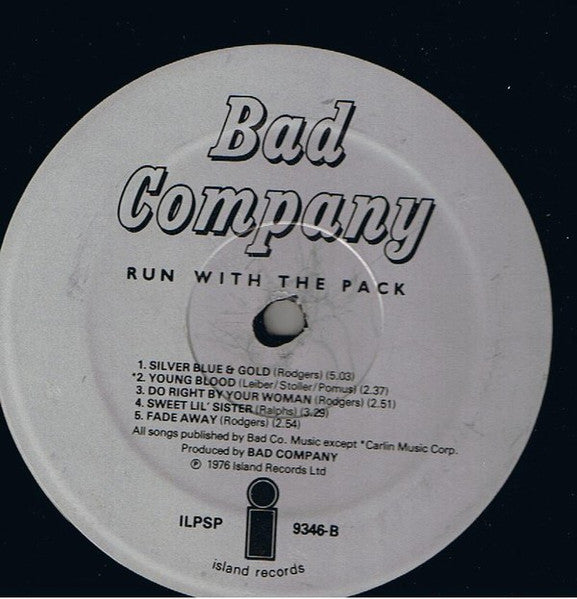 Bad
Company
RUN WITH THE PACK
1. SILVER BLUE & GOLD (Rodgers) (5.03)
*2. YOUNG BLOOD (Leiber/Stoller/Pomus) (2.37)
3. DO RIGHT BY YOUR WOMAN (Rodgers) (2.51)
4. SWEET LIL' SISTER (Ralphs) (3.29)
5. FADE AWAY (Rodgers) (2.54)
All songs published by Bad Co. Music except *Carlin Music Corp.
Produced by BAD COMPANY
℗ 1976 Island Records Ltd
ILPSP 9346-B
island records